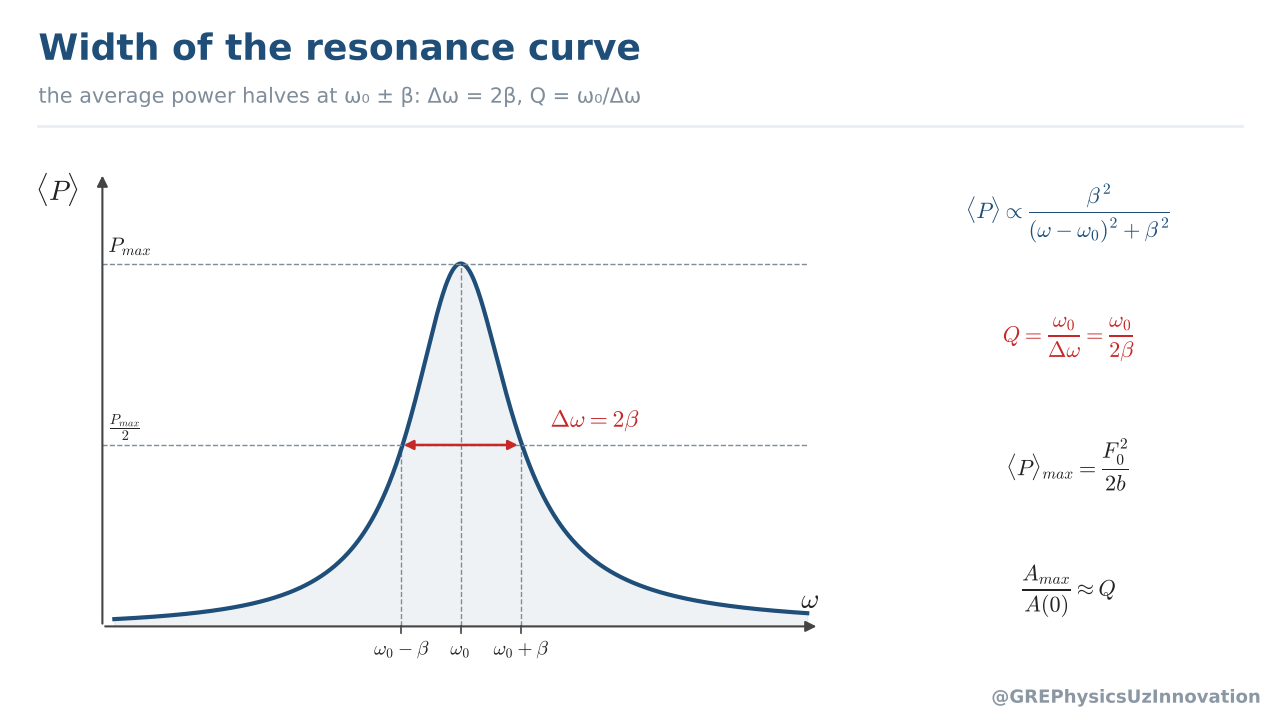 Width of the resonance curve
the average power halves at ω₀ ± β: Δω = 2β, Q = ω₀/Δω
⟨P⟩
P_max
P_max/2
Δω = 2β
ω
ω₀ − β
ω₀
ω₀ + β
⟨P⟩ ∝ β²/((ω − ω₀)² + β²)
Q = ω₀/Δω = ω₀/2β
⟨P⟩_max = F₀²/2b
A_max/A(0) ≈ Q
@GREPhysicsUzInnovation